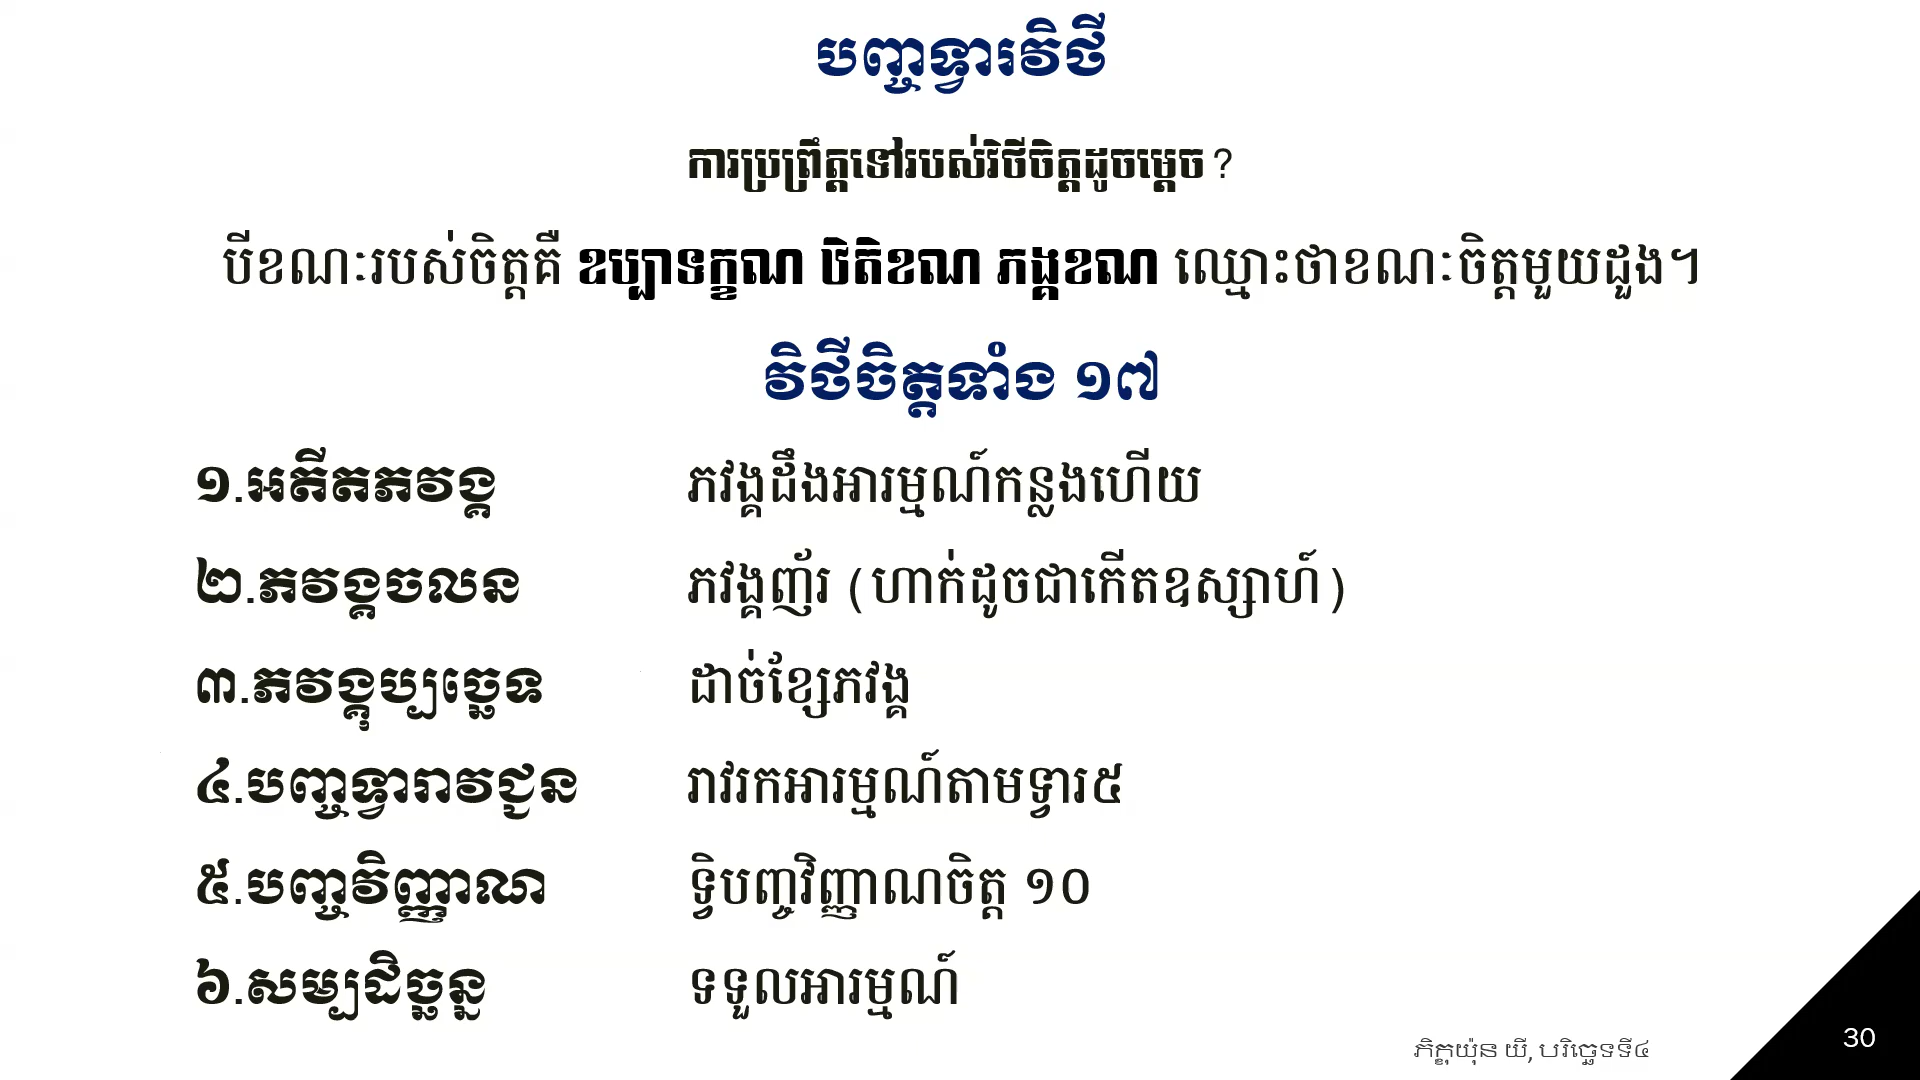 បញ្ចទ្វារវិថី
ការប្រព្រឹត្តទៅរបស់វិថីចិត្តដូចម្ដេច?
បីខណៈរបស់ចិត្តគឺ ឧប្បាទក្ខណ ឋិតិខណ ភង្គខណ ឈ្មោះថាខណៈចិត្តមួយដួង។
វិថីចិត្តទាំង ១៧
១.អតីតភវង្គ ភវង្គដឹងអារម្មណ៍កន្លងហើយ
២.ភវង្គចលន ភវង្គញ័រ (ហាក់ដូចជាកើតឧស្សាហ៍)
៣.ភវង្គុប្បច្ឆេទ ដាច់ខ្សែភវង្គ
៤.បញ្ចទ្វារាវជ្ជន រាវរកអារម្មណ៍តាមទ្វារ៥
៥.បញ្ចវិញ្ញាណ ទ្វិបញ្ចវិញ្ញាណចិត្ត ១០
៦.សម្បដិច្ឆន្ន ទទួលអារម្មណ៍
ភិក្ខុយ៉ុន យី, បរិច្ឆេទទី៤
30